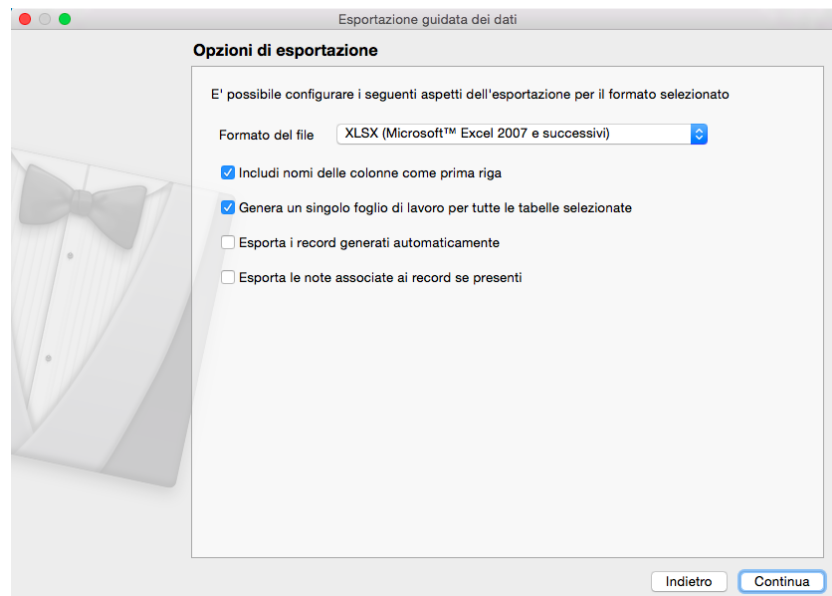 Esportazione guidata dei dati
Opzioni di esportazione
E' possibile configurare i seguenti aspetti dell'esportazione per il formato selezionato
Formato del file XLSX (Microsoft™ Excel 2007 e successivi)
Includi nomi delle colonne come prima riga
Genera un singolo foglio di lavoro per tutte le tabelle selezionate
Esporta i record generati automaticamente
Esporta le note associate ai record se presenti
Indietro Continua